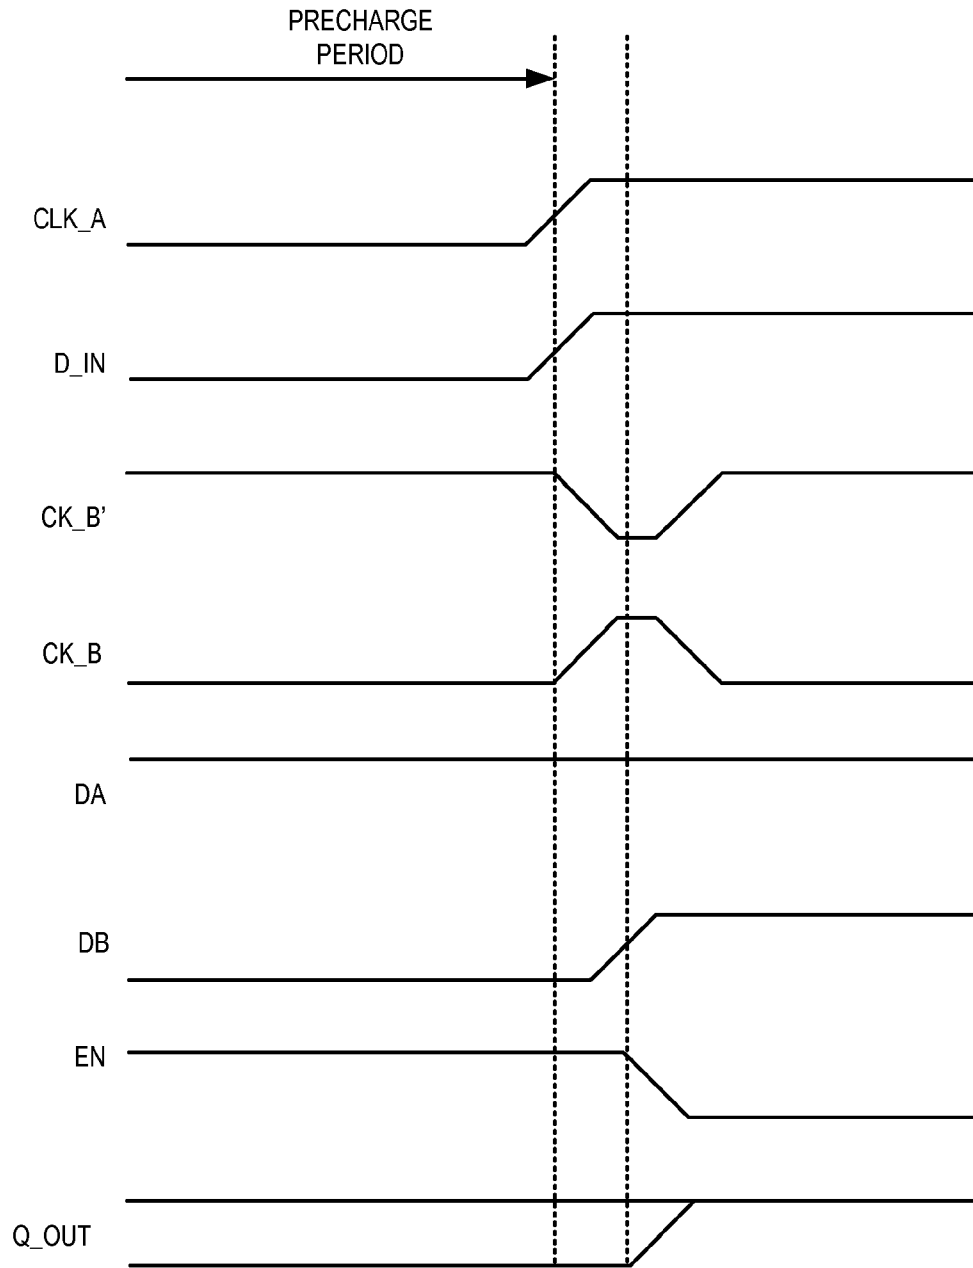 PRECHARGE
PERIOD
CLK_A
D_IN
CK_B’
CK_B
DA
DB
EN
Q_OUT